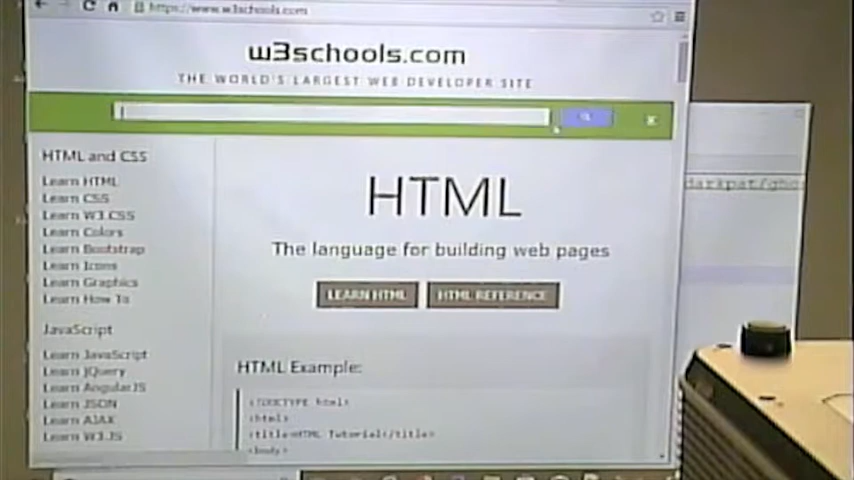 https://www.w3schools.com
w3schools.com
THE WORLD'S LARGEST WEB DEVELOPER SITE
HTML and CSS
Learn HTML
Learn CSS
Learn W3.CSS
Learn Colors
Learn Bootstrap
Learn Icons
Learn Graphics
Learn How To
JavaScript
Learn JavaScript
Learn jQuery
Learn AngularJS
Learn JSON
Learn AJAX
Learn W3.JS
HTML
The language for building web pages
LEARN HTML
HTML REFERENCE
HTML Example:
<!DOCTYPE html>
<html>
<title>HTML Tutorial</title>
<body>
darkpat/gho